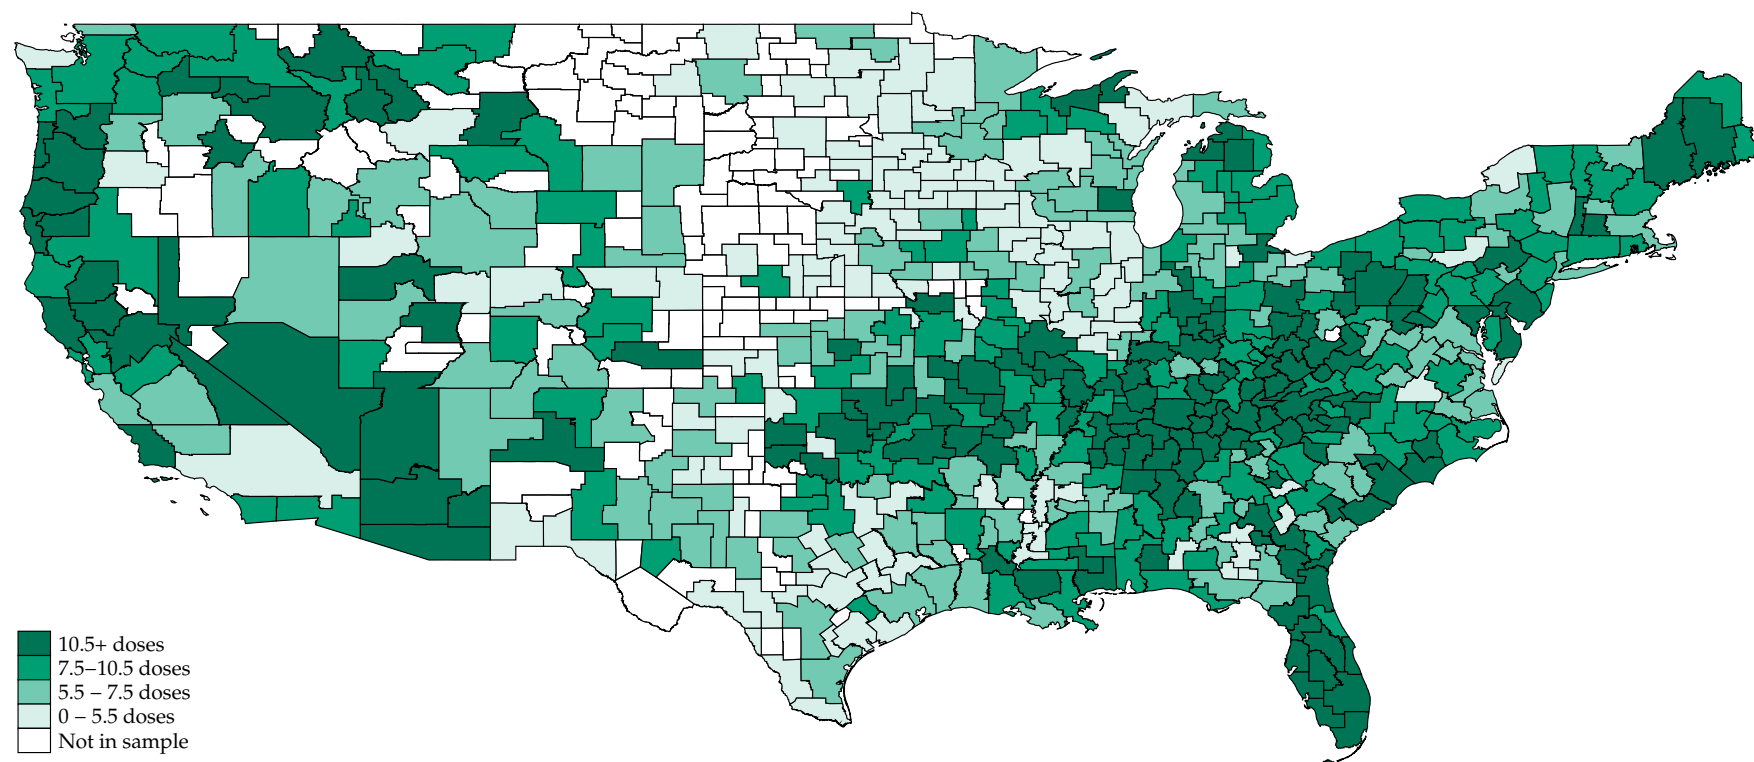 10.5+ doses
7.5–10.5 doses
5.5 – 7.5 doses
0 – 5.5 doses
Not in sample